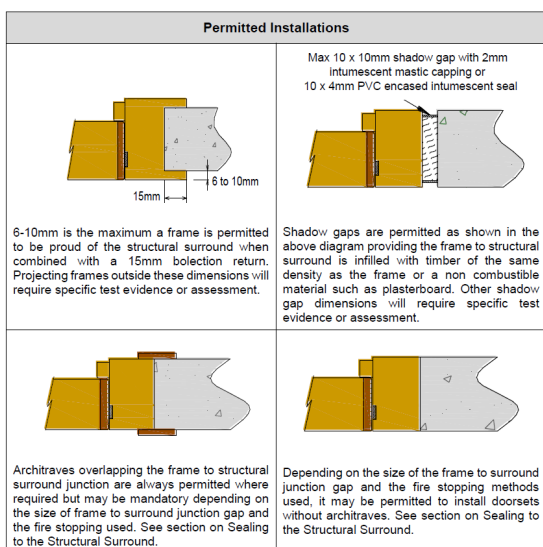 Permitted Installations
6 to 10mm
15mm
6-10mm is the maximum a frame is permitted
to be proud of the structural surround when
combined with a 15mm bolection return.
Projecting frames outside these dimensions will
require specific test evidence or assessment.
Max 10 x 10mm shadow gap with 2mm
intumescent mastic capping or
10 x 4mm PVC encased intumescent seal
Shadow gaps are permitted as shown in the
above diagram providing the frame to structural
surround is infilled with timber of the same
density as the frame or a non combustible
material such as plasterboard. Other shadow
gap dimensions will require specific test
evidence or assessment.
Architraves overlapping the frame to structural
surround junction are always permitted where
required but may be mandatory depending on
the size of frame to surround junction gap and
the fire stopping used. See section on Sealing
to the Structural Surround.
Depending on the size of the frame to surround
junction gap and the fire stopping methods
used, it may be permitted to install doorsets
without architraves. See section on Sealing to
the Structural Surround.